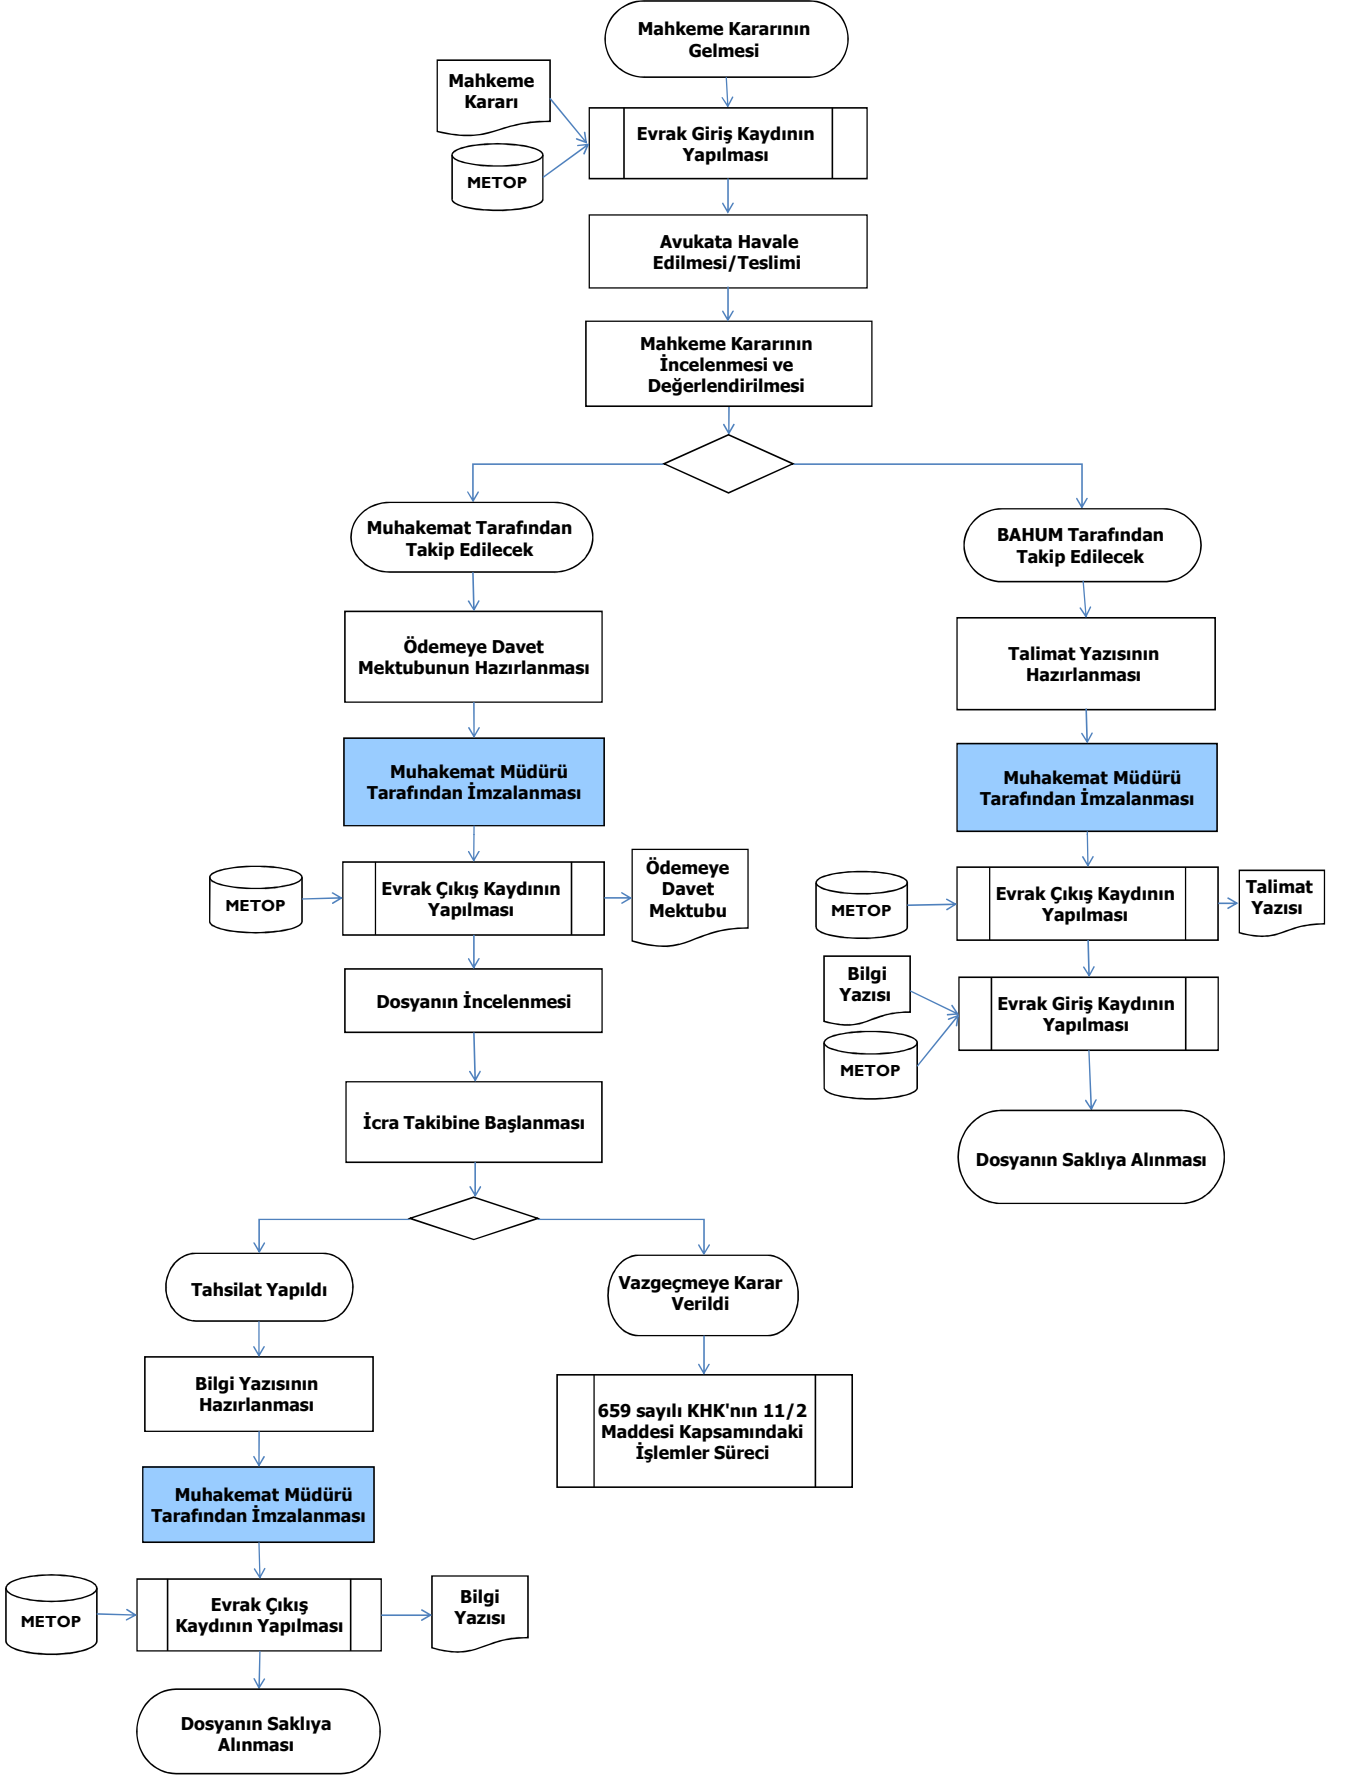 Mahkeme Kararının
Gelmesi
Mahkeme
Kararı
METOP
Evrak Giriş Kaydının
Yapılması
Avukata Havale
Edilmesi/Teslimi
Mahkeme Kararının
İncelenmesi ve
Değerlendirilmesi
Muhakemat Tarafından
Takip Edilecek
Ödemeye Davet
Mektubunun Hazırlanması
Muhakemat Müdürü
Tarafından İmzalanması
METOP
Evrak Çıkış Kaydının
Yapılması
Ödemeye
Davet
Mektubu
Dosyanın İncelenmesi
İcra Takibine Başlanması
BAHUM Tarafından
Takip Edilecek
Talimat Yazısının
Hazırlanması
Muhakemat Müdürü
Tarafından İmzalanması
METOP
Evrak Çıkış Kaydının
Yapılması
Talimat
Yazısı
Bilgi
Yazısı
METOP
Evrak Giriş Kaydının
Yapılması
Dosyanın Saklıya Alınması
Tahsilat Yapıldı
Bilgi Yazısının
Hazırlanması
Muhakemat Müdürü
Tarafından İmzalanması
METOP
Evrak Çıkış
Kaydının Yapılması
Bilgi
Yazısı
Dosyanın Saklıya
Alınması
Vazgeçmeye Karar
Verildi
659 sayılı KHK'nın 11/2
Maddesi Kapsamındaki
İşlemler Süreci